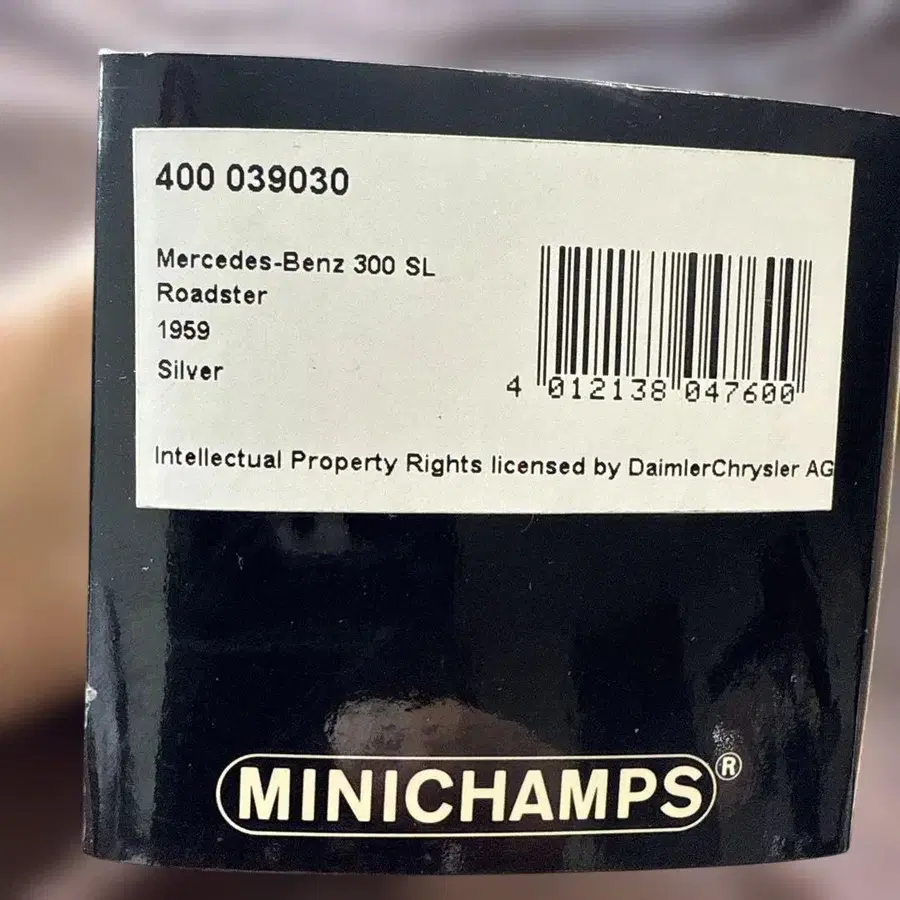 400 039030
Mercedes-Benz 300 SL
Roadster
1959
Silver
4 012138 047600
Intellectual Property Rights licensed by DaimlerChrysler AG
MINICHAMPS®